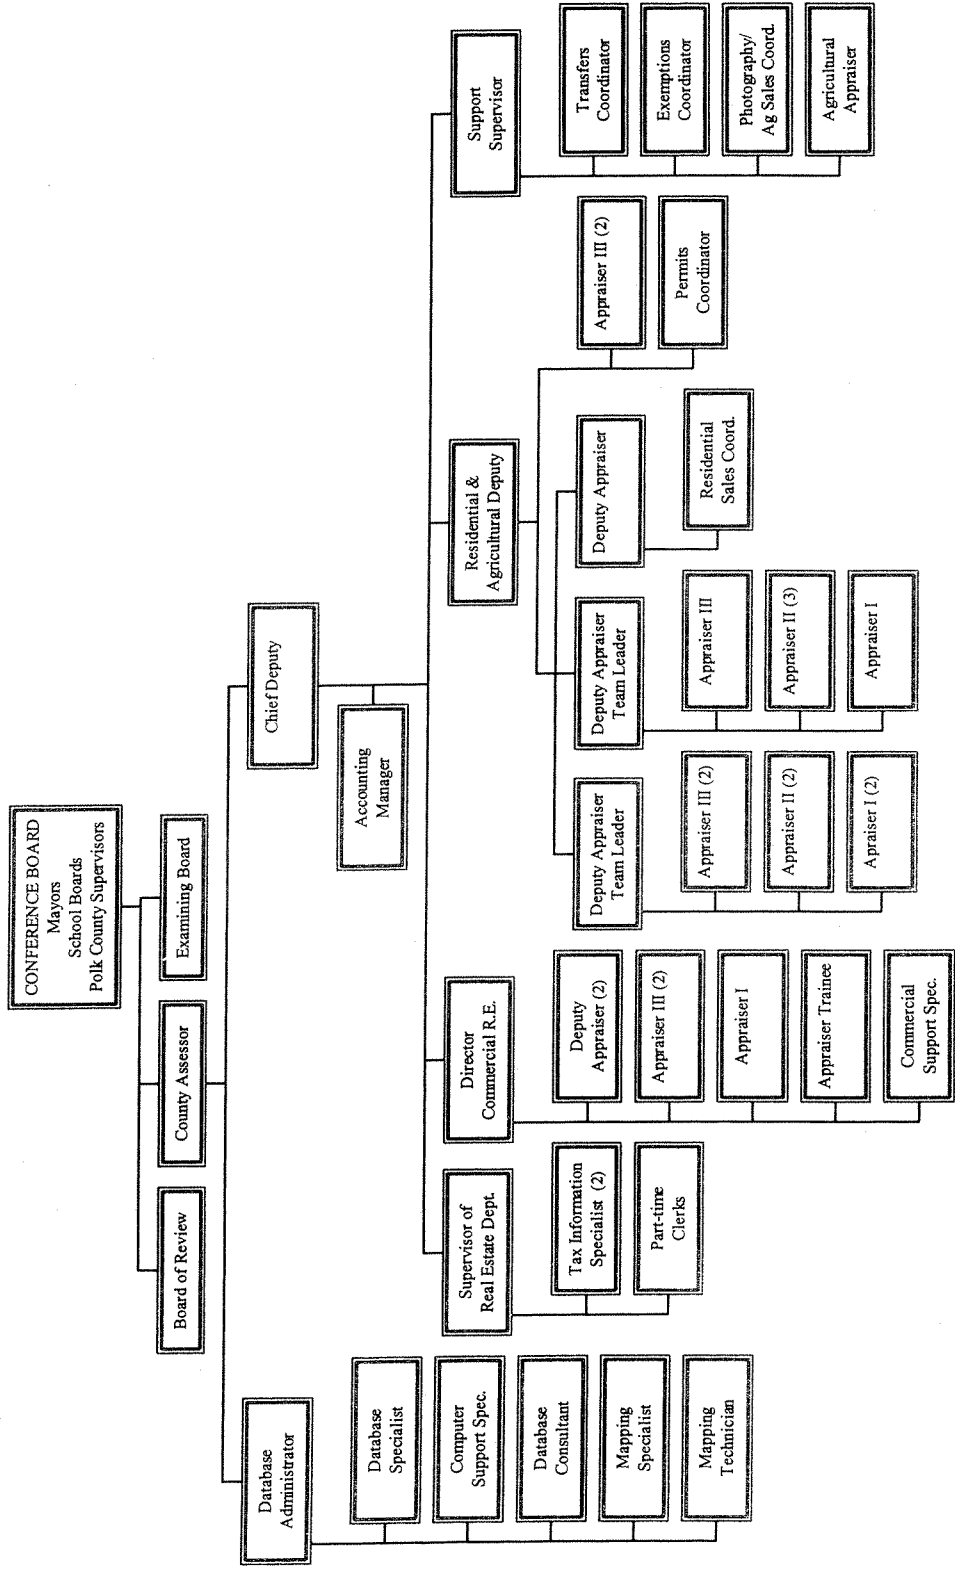 CONFERENCE BOARD
Mayors
School Boards
Polk County Supervisors
Board of Review
County Assessor
Examining Board
Database
Administrator
Chief Deputy
Database
Specialist
Computer
Support Spec.
Database
Consultant
Mapping
Specialist
Mapping
Technician
Accounting
Manager
Supervisor of
Real Estate Dept.
Tax Information
Specialist (2)
Part-time
Clerks
Director
Commercial R.E.
Deputy
Appraiser (2)
Appraiser III (2)
Appraiser I
Appraiser Trainee
Commercial
Support Spec.
Residential &
Agricultural Deputy
Deputy Appraiser
Team Leader
Appraiser III (2)
Appraiser II (2)
Apraiser I (2)
Deputy Appraiser
Team Leader
Appraiser III
Appraiser II (3)
Appraiser I
Deputy Appraiser
Residential
Sales Coord.
Appraiser III (2)
Permits
Coordinator
Support
Supervisor
Transfers
Coordinator
Exemptions
Coordinator
Photography/
Ag Sales Coord.
Agricultural
Appraiser